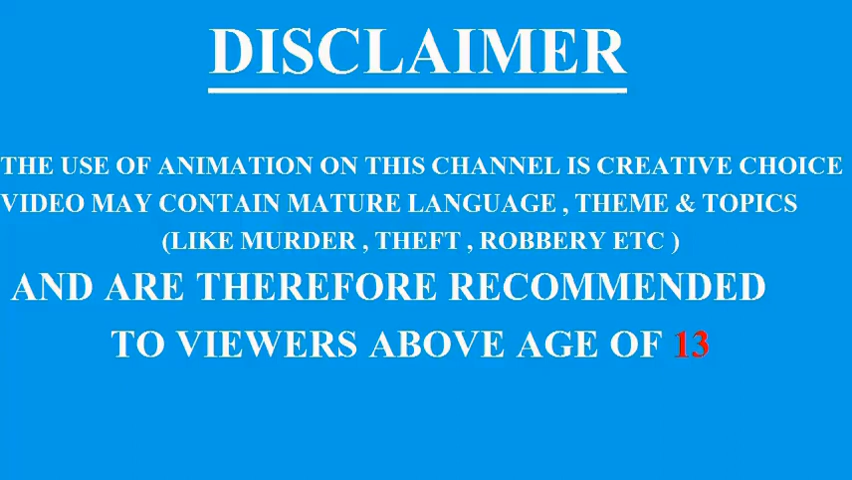 DISCLAIMER
THE USE OF ANIMATION ON THIS CHANNEL IS CREATIVE CHOICE
VIDEO MAY CONTAIN MATURE LANGUAGE , THEME & TOPICS
(LIKE MURDER , THEFT , ROBBERY ETC )
AND ARE THEREFORE RECOMMENDED
TO VIEWERS ABOVE AGE OF 13